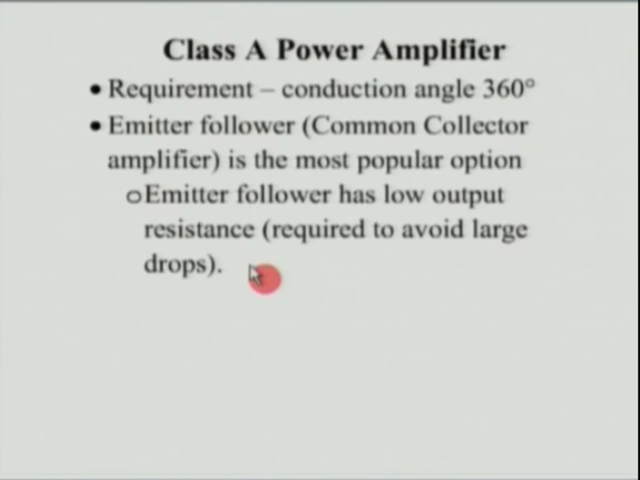 Class A Power Amplifier
• Requirement – conduction angle 360°
• Emitter follower (Common Collector
amplifier) is the most popular option
o Emitter follower has low output
resistance (required to avoid large
drops).